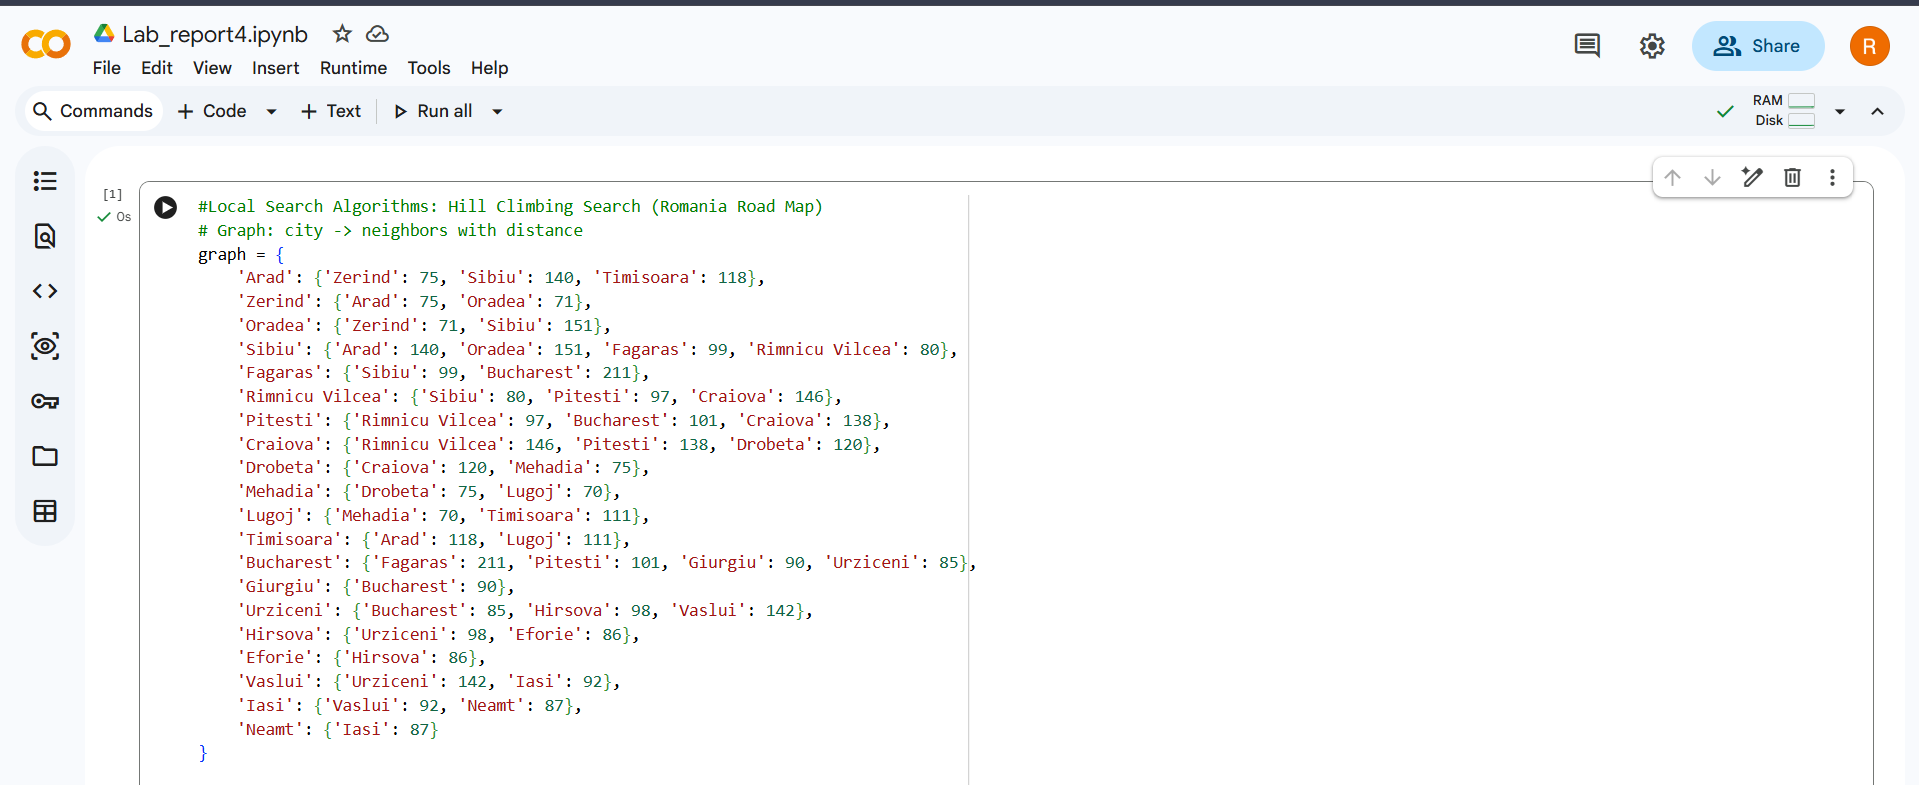 Lab_report4.ipynb
File Edit View Insert Runtime Tools Help
Share
R
Commands + Code + Text Run all
RAM
Disk
[1]
0s
#Local Search Algorithms: Hill Climbing Search (Romania Road Map)
# Graph: city -> neighbors with distance
graph = {
    'Arad': {'Zerind': 75, 'Sibiu': 140, 'Timisoara': 118},
    'Zerind': {'Arad': 75, 'Oradea': 71},
    'Oradea': {'Zerind': 71, 'Sibiu': 151},
    'Sibiu': {'Arad': 140, 'Oradea': 151, 'Fagaras': 99, 'Rimnicu Vilcea': 80},
    'Fagaras': {'Sibiu': 99, 'Bucharest': 211},
    'Rimnicu Vilcea': {'Sibiu': 80, 'Pitesti': 97, 'Craiova': 146},
    'Pitesti': {'Rimnicu Vilcea': 97, 'Bucharest': 101, 'Craiova': 138},
    'Craiova': {'Rimnicu Vilcea': 146, 'Pitesti': 138, 'Drobeta': 120},
    'Drobeta': {'Craiova': 120, 'Mehadia': 75},
    'Mehadia': {'Drobeta': 75, 'Lugoj': 70},
    'Lugoj': {'Mehadia': 70, 'Timisoara': 111},
    'Timisoara': {'Arad': 118, 'Lugoj': 111},
    'Bucharest': {'Fagaras': 211, 'Pitesti': 101, 'Giurgiu': 90, 'Urziceni': 85},
    'Giurgiu': {'Bucharest': 90},
    'Urziceni': {'Bucharest': 85, 'Hirsova': 98, 'Vaslui': 142},
    'Hirsova': {'Urziceni': 98, 'Eforie': 86},
    'Eforie': {'Hirsova': 86},
    'Vaslui': {'Urziceni': 142, 'Iasi': 92},
    'Iasi': {'Vaslui': 92, 'Neamt': 87},
    'Neamt': {'Iasi': 87}
}